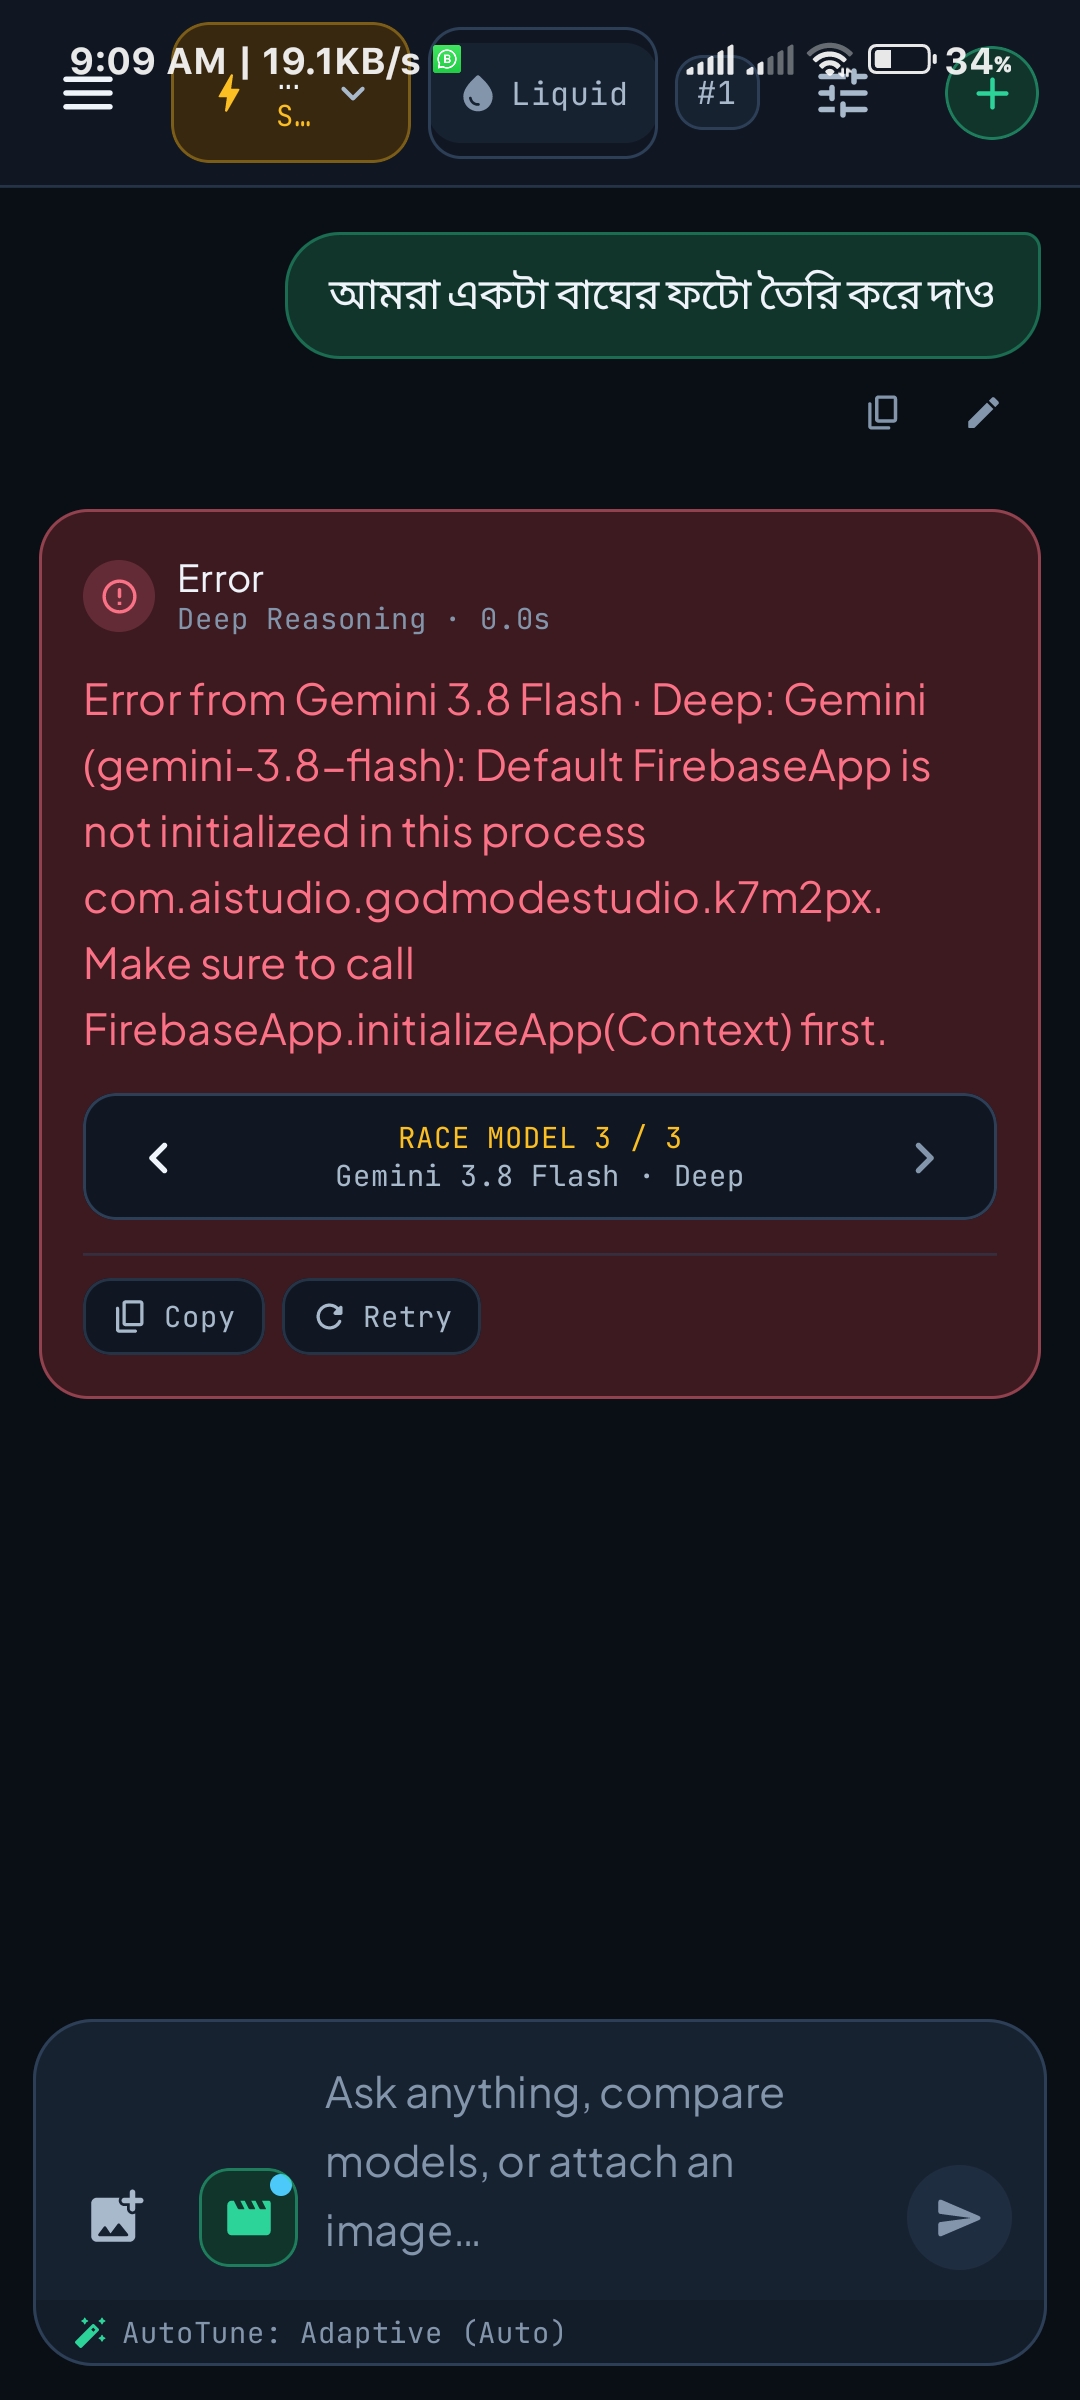 9:09 AM | 19.1KB/s
34%
...
S...
Liquid
#1
আমরা একটা বাঘের ফটো তৈরি করে দাও
Error
Deep Reasoning · 0.0s
Error from Gemini 3.8 Flash · Deep: Gemini
(gemini-3.8-flash): Default FirebaseApp is
not initialized in this process
com.aistudio.godmodestudio.k7m2px.
Make sure to call
FirebaseApp.initializeApp(Context) first.
RACE MODEL 3 / 3
Gemini 3.8 Flash · Deep
Copy
Retry
Ask anything, compare
models, or attach an
image...
AutoTune: Adaptive (Auto)